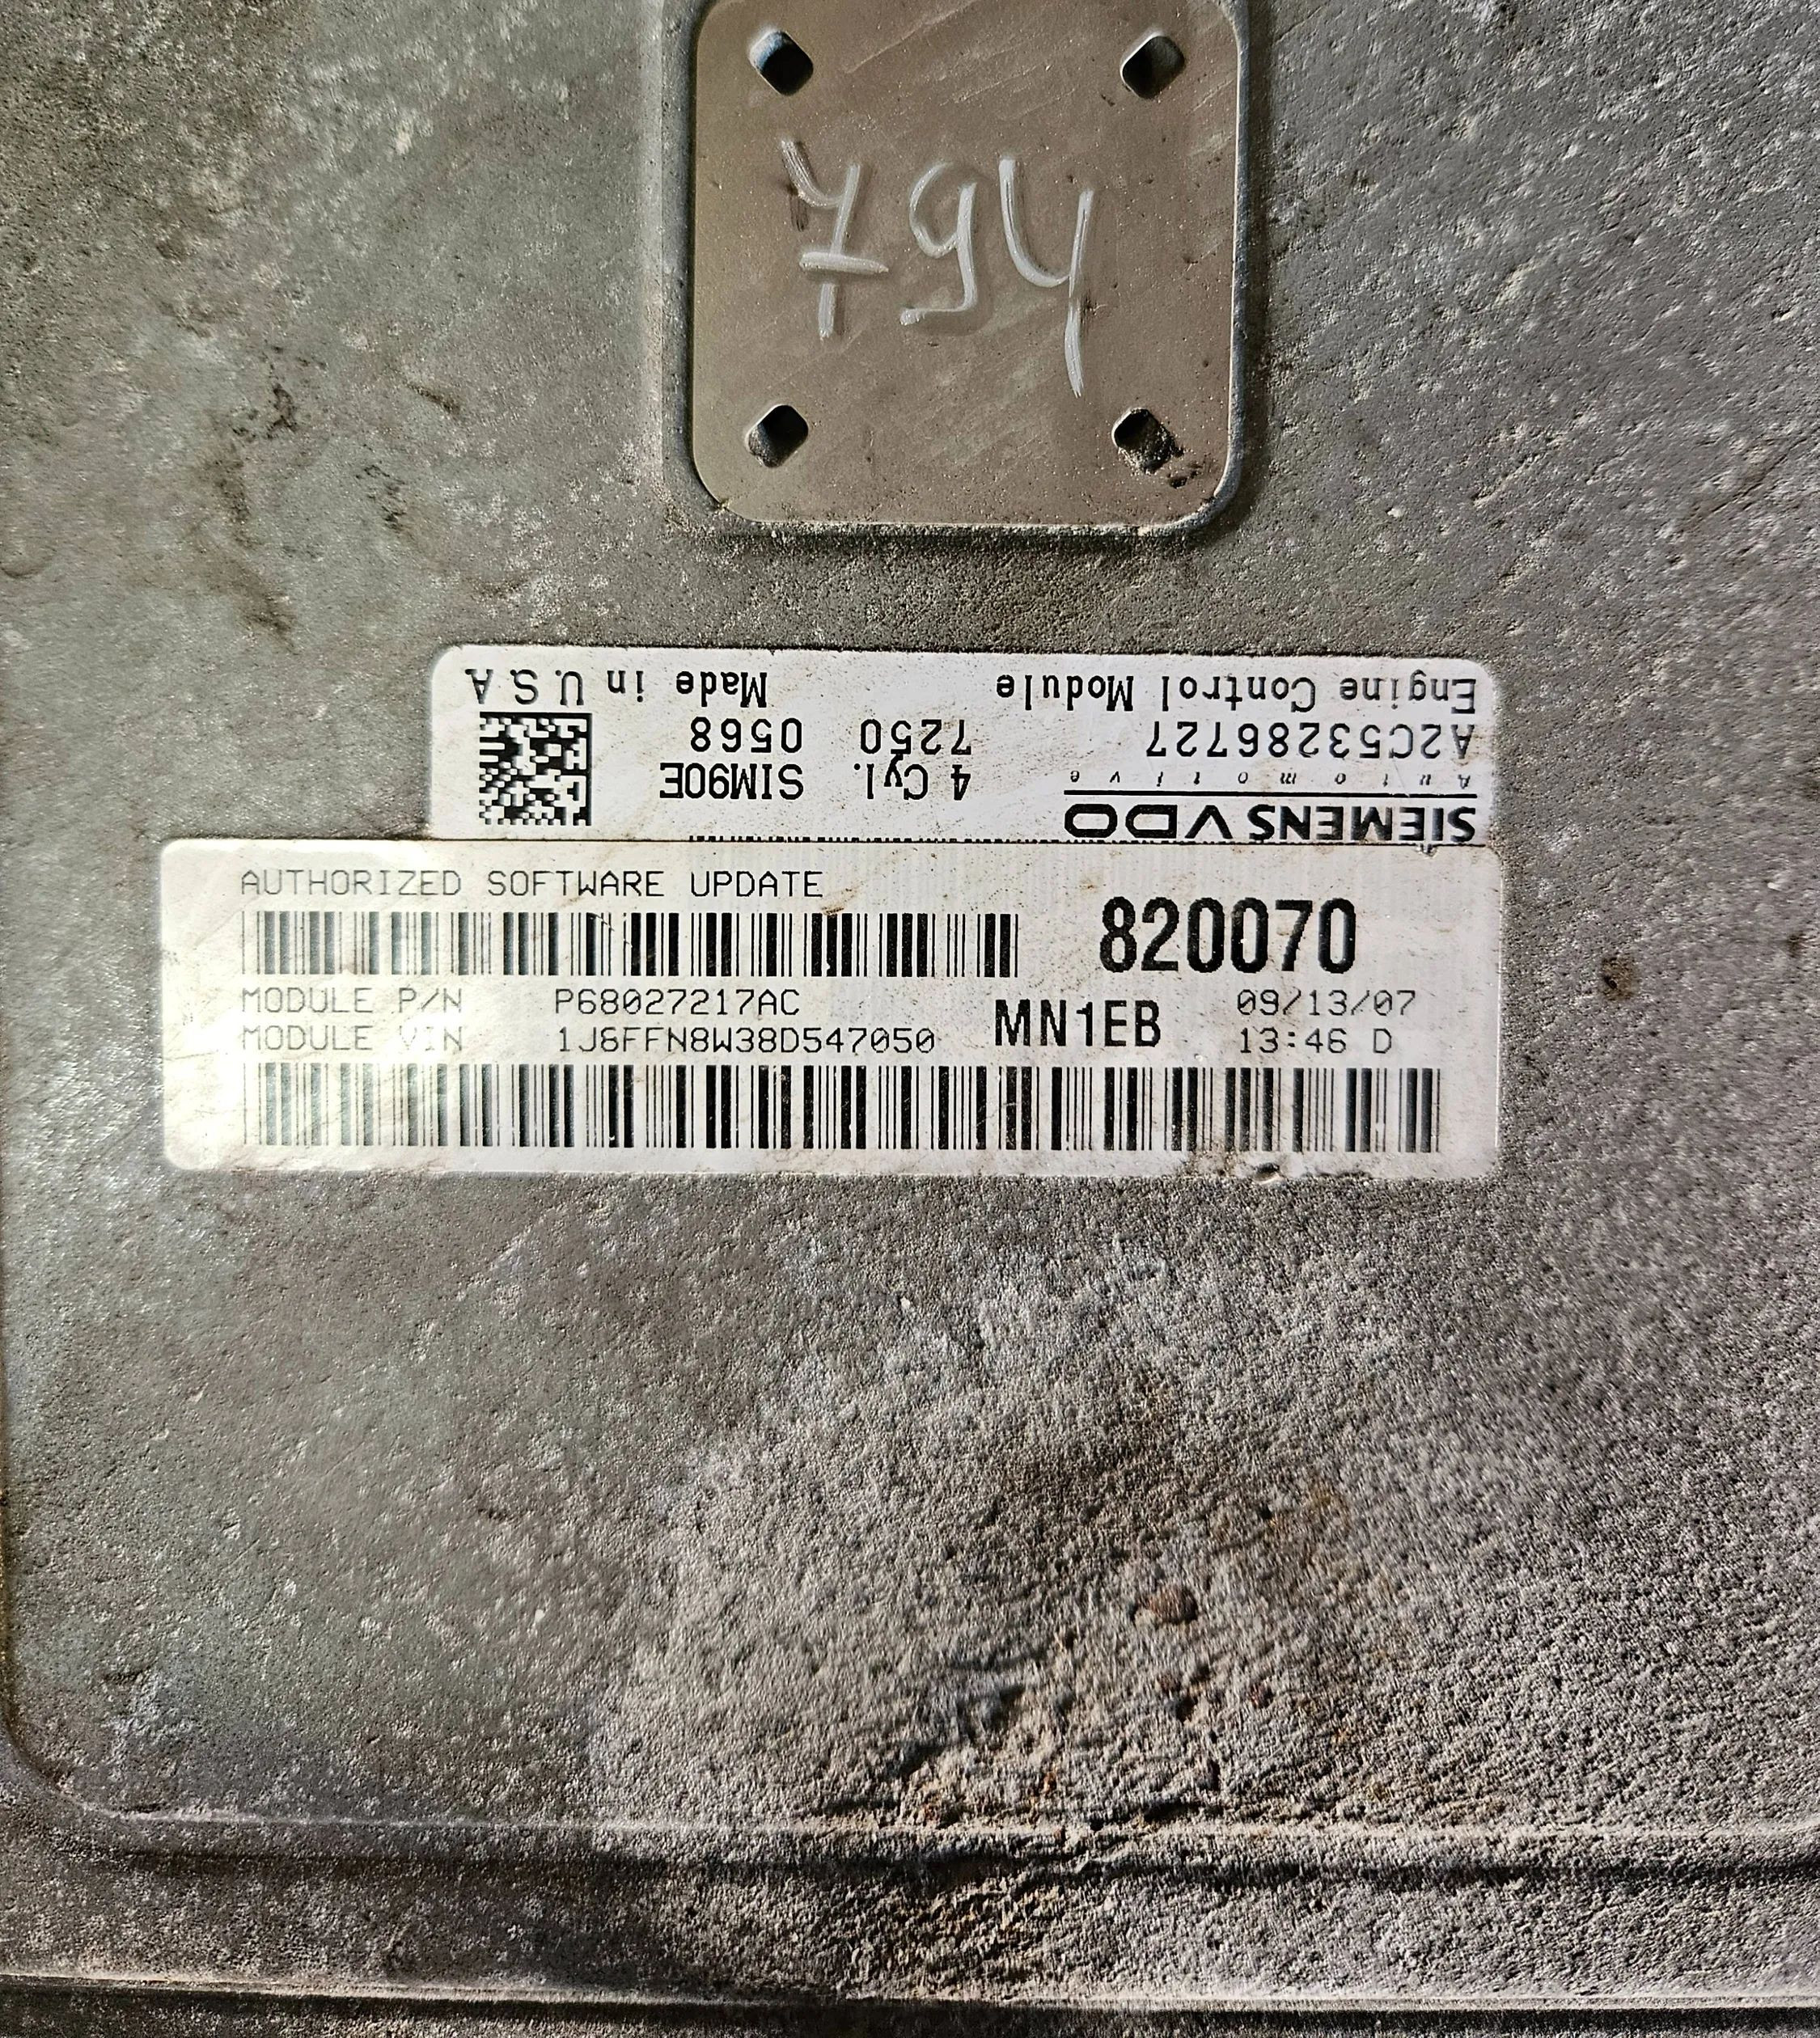 457
SIEMENS VDO
Automotive 4 Cyl. SIM90E
A2C53286727 7250 0568
Engine Control Module Made in U.S.A
AUTHORIZED SOFTWARE UPDATE
820070
MODULE P/N P68027217AC MN1EB 09/13/07
MODULE VIN 1J8FFN8W38D547050 13:46 D